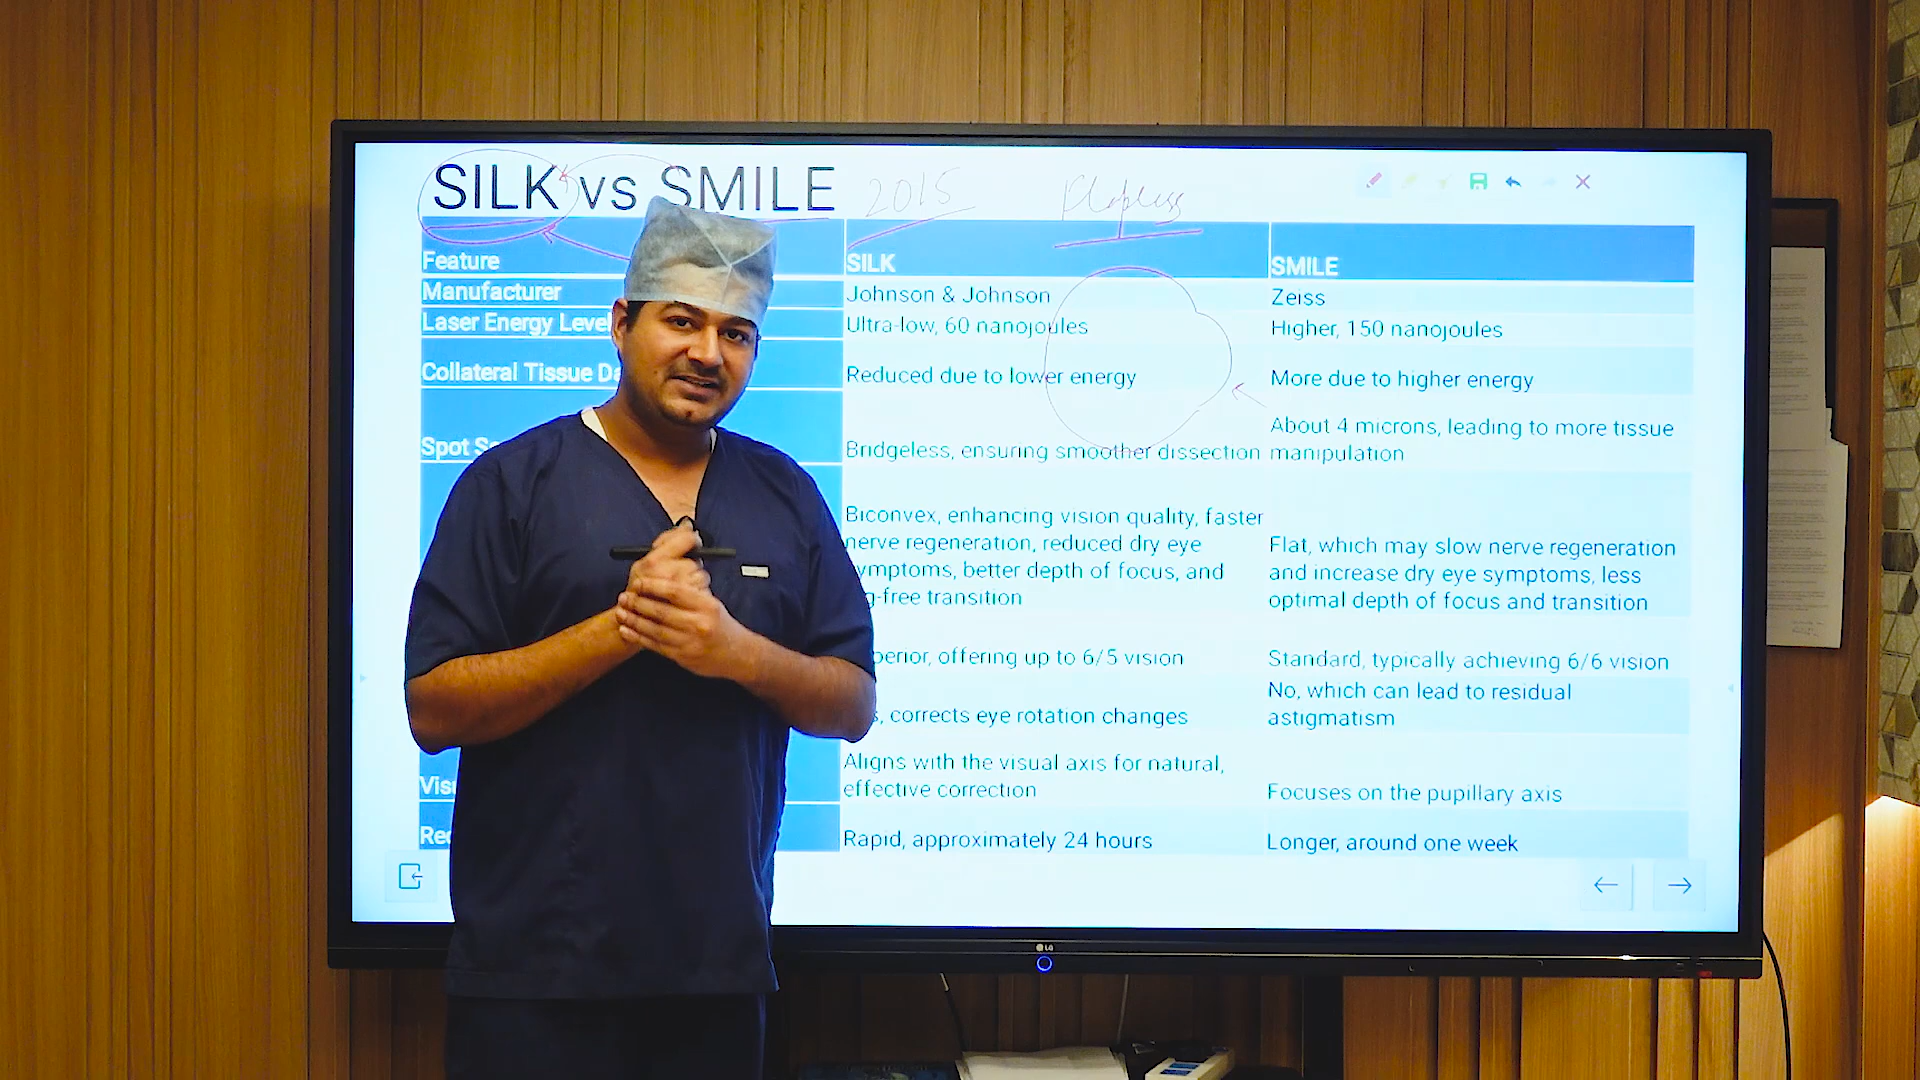 SILK vs SMILE 2015 Flapless
Feature SILK SMILE
Manufacturer Johnson & Johnson Zeiss
Laser Energy Level Ultra-low, 60 nanojoules Higher, 150 nanojoules
Collateral Tissue Reduced due to lower energy More due to higher energy
About 4 microns, leading to more tissue
Spot Bridgeless, ensuring smoother dissection manipulation
Biconvex, enhancing vision quality, faster
nerve regeneration, reduced dry eye Flat, which may slow nerve regeneration
symptoms, better depth of focus, and and increase dry eye symptoms, less
-free transition optimal depth of focus and transition
offering up to 6/5 vision Standard, typically achieving 6/6 vision
No, which can lead to residual
corrects eye rotation changes astigmatism
Aligns with the visual axis for natural,
effective correction Focuses on the pupillary axis
Rapid, approximately 24 hours Longer, around one week
LG